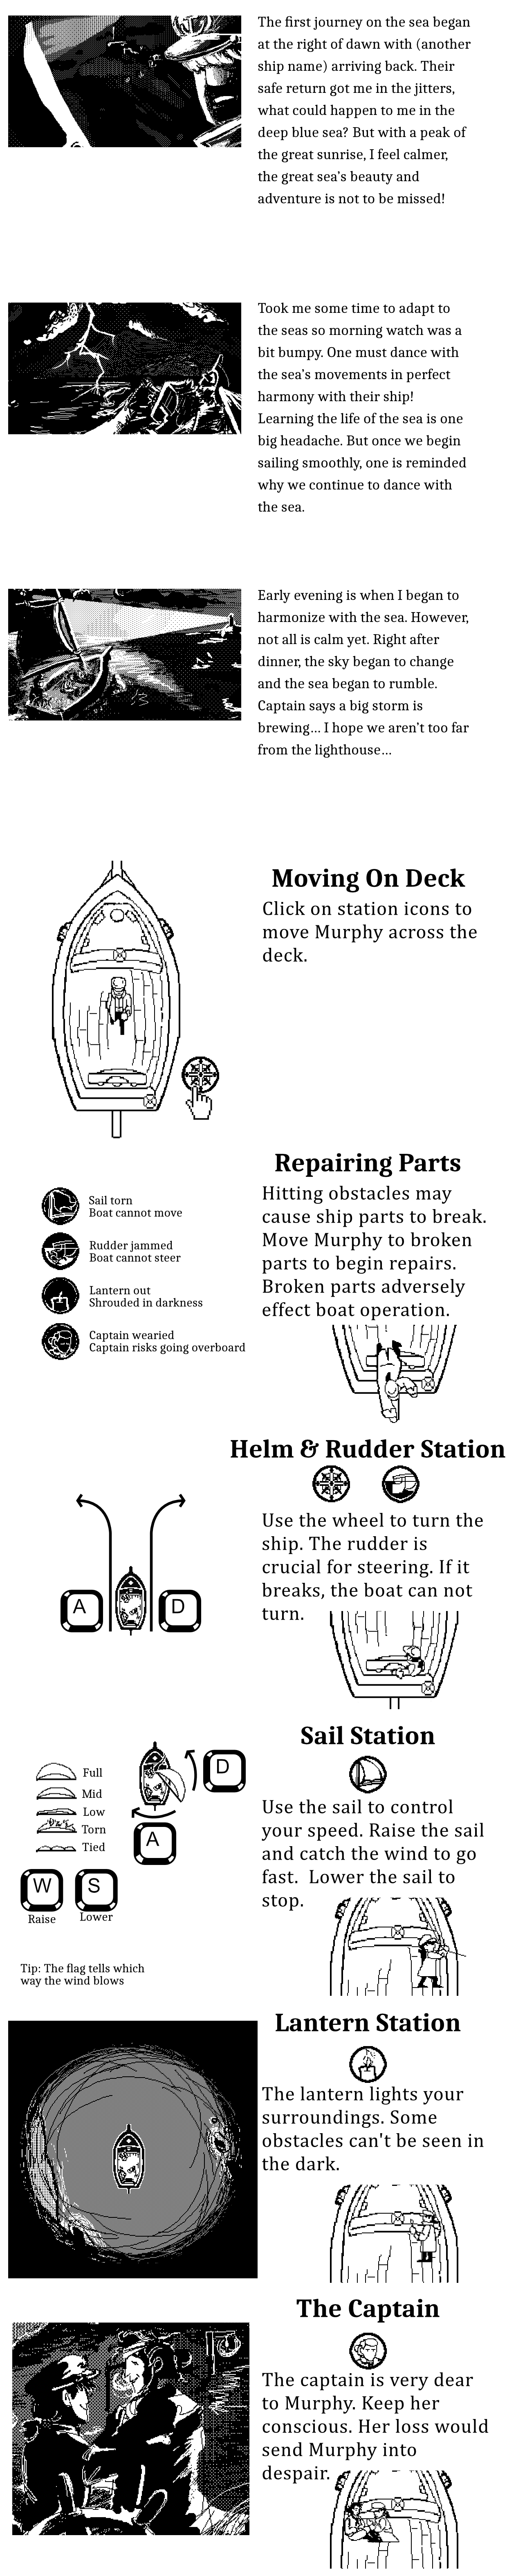 The first journey on the sea began
at the right of dawn with (another
ship name) arriving back. Their
safe return got me in the jitters,
what could happen to me in the
deep blue sea? But with a peak of
the great sunrise, I feel calmer,
the great sea's beauty and
adventure is not to be missed!
Took me some time to adapt to
the seas so morning watch was a
bit bumpy. One must dance with
the sea's movements in perfect
harmony with their ship!
Learning the life of the sea is one
big headache. But once we begin
sailing smoothly, one is reminded
why we continue to dance with
the sea.
Early evening is when I began to
harmonize with the sea. However,
not all is calm yet. Right after
dinner, the sky began to change
and the sea began to rumble.
Captain says a big storm is
brewing... I hope we aren't too far
from the lighthouse...
Moving On Deck
Click on station icons to
move Murphy across the
deck.
Repairing Parts
Hitting obstacles may
cause ship parts to break.
Move Murphy to broken
parts to begin repairs.
Broken parts adversely
effect boat operation.
Sail torn
Boat cannot move
Rudder jammed
Boat cannot steer
Lantern out
Shrouded in darkness
Captain wearied
Captain risks going overboard
Helm & Rudder Station
Use the wheel to turn the
ship. The rudder is
crucial for steering. If it
breaks, the boat can not
turn.
A
D
Sail Station
Use the sail to control
your speed. Raise the sail
and catch the wind to go
fast. Lower the sail to
stop.
Full
Mid
Low
Torn
Tied
D
A
W
S
Raise
Lower
Tip: The flag tells which
way the wind blows
Lantern Station
The lantern lights your
surroundings. Some
obstacles can't be seen in
the dark.
The Captain
The captain is very dear
to Murphy. Keep her
conscious. Her loss would
send Murphy into
despair.